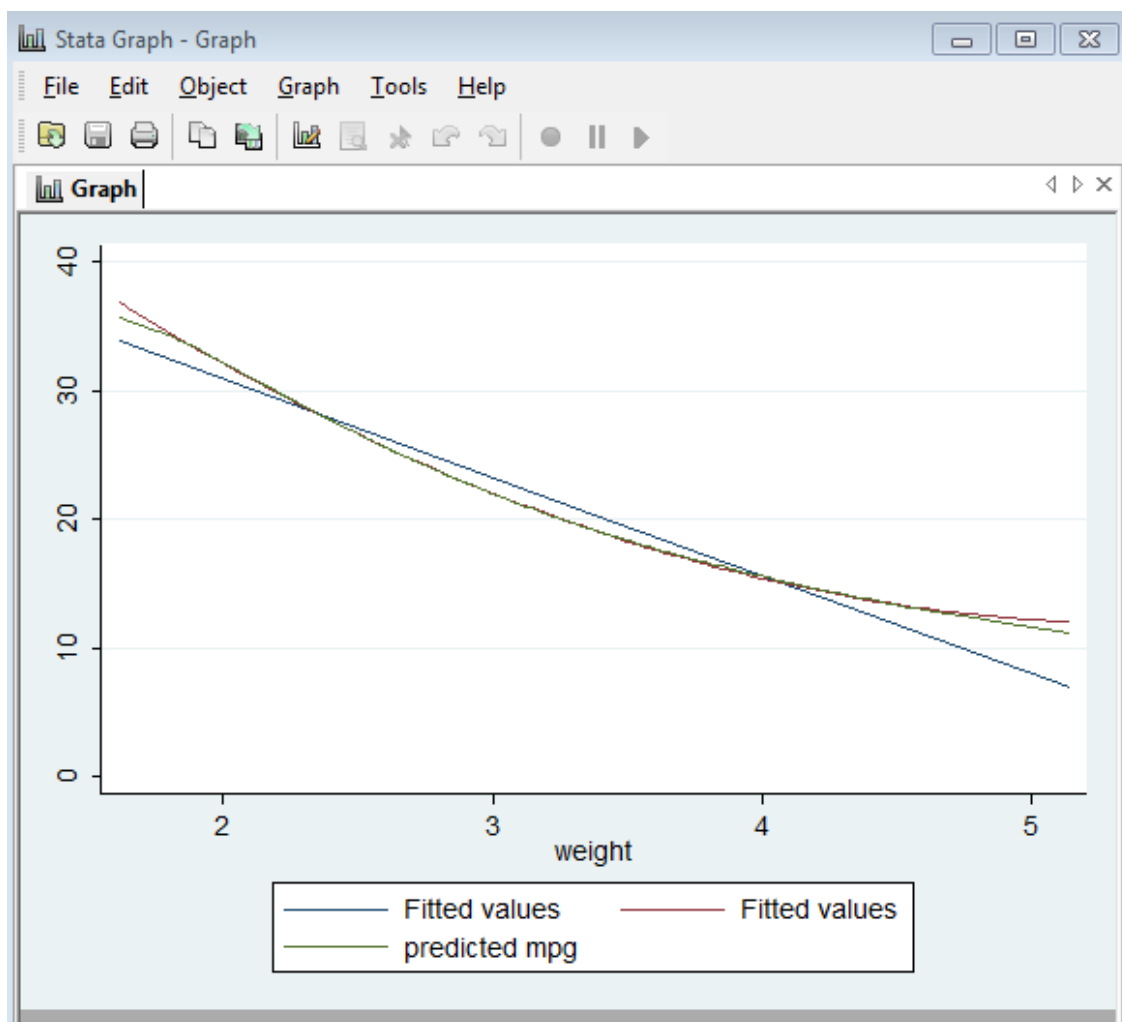 Stata Graph - Graph
File Edit Object Graph Tools Help
Graph
40
30
20
10
0
2 3 4 5
weight
Fitted values Fitted values
predicted mpg